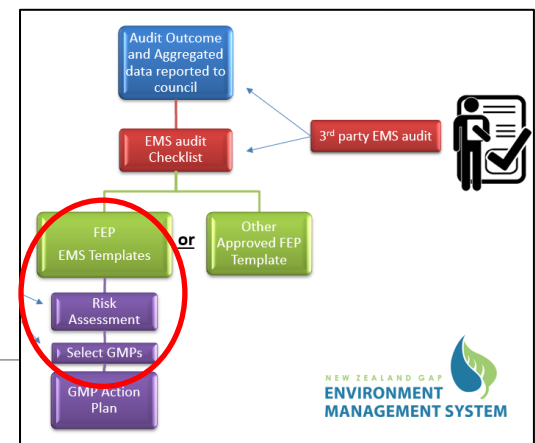 Audit Outcome
and Aggregated
data reported to
council
3rd party EMS audit
EMS audit
Checklist
FEP
EMS Templates
or
Other
Approved FEP
Template
Risk
Assessment
Select GMPs
GMP Action
Plan
NEW ZEALAND GAP
ENVIRONMENT
MANAGEMENT SYSTEM